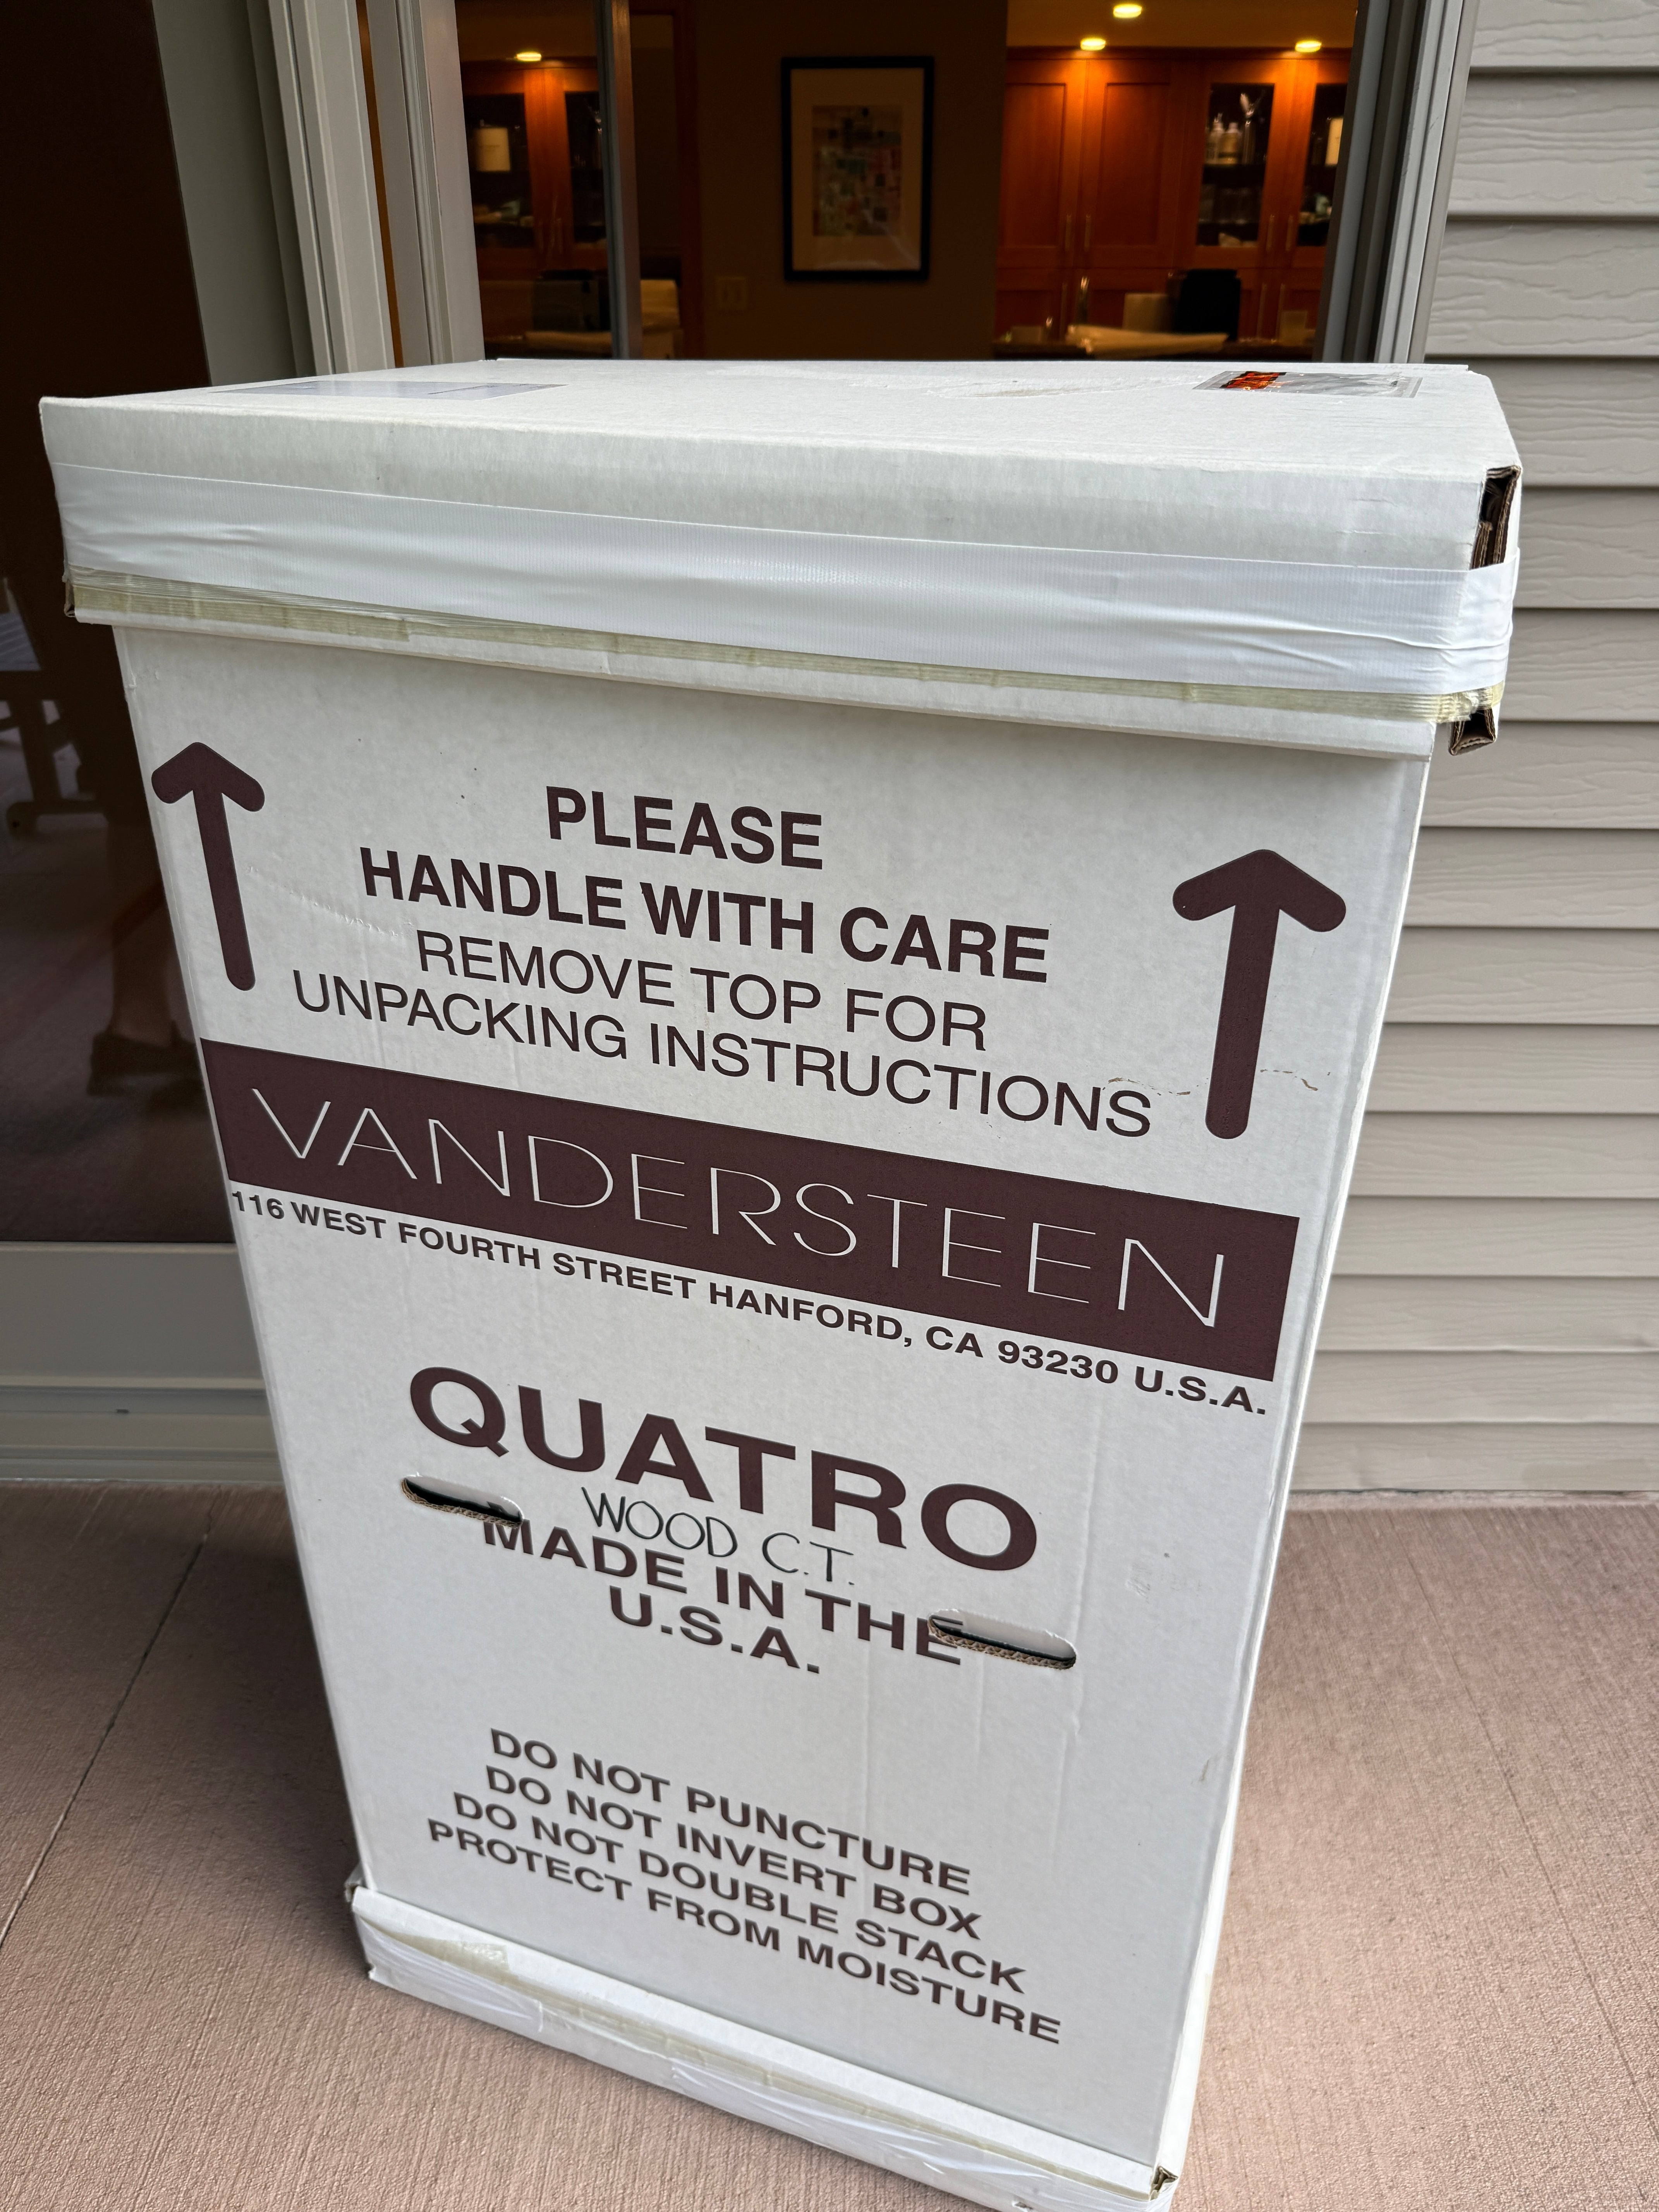 PLEASE
HANDLE WITH CARE
REMOVE TOP FOR
UNPACKING INSTRUCTIONS
VANDERSTEEN
116 WEST FOURTH STREET HANFORD, CA 93230 U.S.A.
QUATRO
WOOD C.T.
MADE IN THE
U.S.A.
DO NOT PUNCTURE
DO NOT INVERT BOX
DO NOT DOUBLE STACK
PROTECT FROM MOISTURE